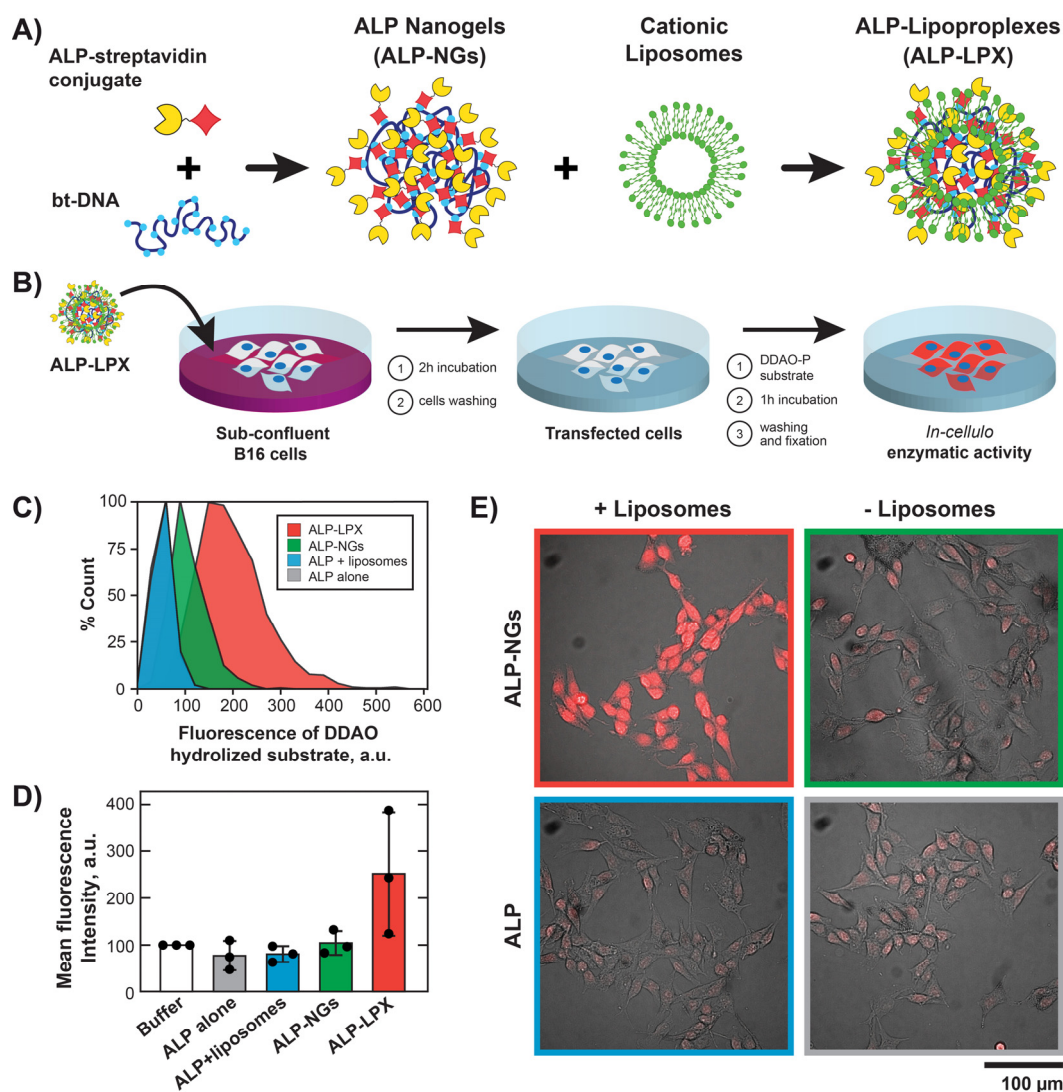 A)
ALP-streptavidin
conjugate
+
bt-DNA
ALP Nanogels
(ALP-NGs)
+
Cationic
Liposomes
ALP-Lipoproplexes
(ALP-LPX)
B)
ALP-LPX
Sub-confluent
B16 cells
1 2h incubation
2 cells washing
Transfected cells
1 DDAO-P
substrate
2 1h incubation
3 washing
and fixation
In-cellulo
enzymatic activity
C)
% Count
100
75
50
25
0
0 100 200 300 400 500 600
Fluorescence of DDAO
hydrolized substrate, a.u.
ALP-LPX
ALP-NGs
ALP + liposomes
ALP alone
D)
Mean fluorescence
Intensity, a.u.
400
300
200
100
0
Buffer
ALP alone
ALP+liposomes
ALP-NGs
ALP-LPX
E)
+ Liposomes
- Liposomes
ALP-NGs
ALP
100 µm